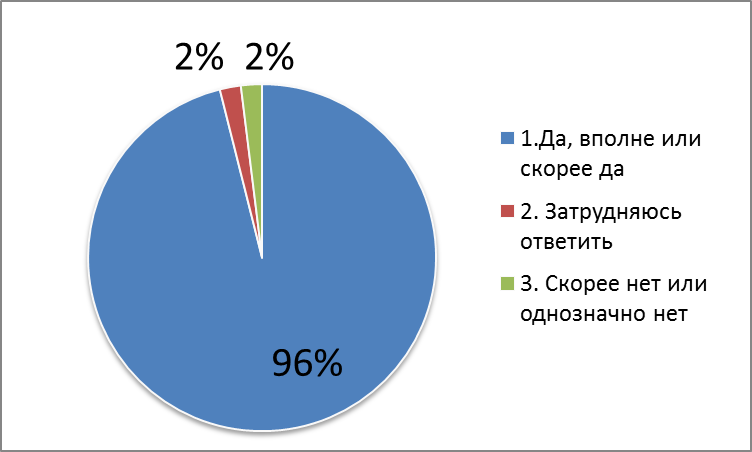 2% 2%
96%
1.Да, вполне или
скорее да
2. Затрудняюсь
ответить
3. Скорее нет или
однозначно нет